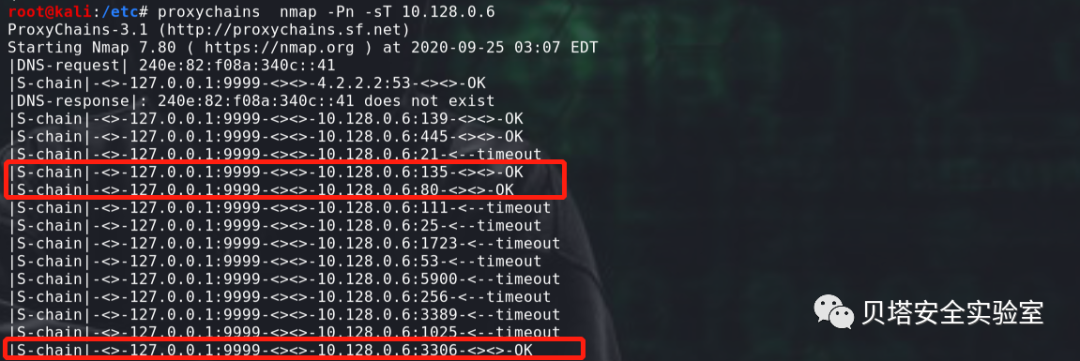 root@kali:/etc# proxychains  nmap -Pn -sT 10.128.0.6
ProxyChains-3.1 (http://proxychains.sf.net)
Starting Nmap 7.80 ( https://nmap.org ) at 2020-09-25 03:07 EDT
|DNS-request| 240e:82:f08a:340c::41
|S-chain|-<>-127.0.0.1:9999-<><>-4.2.2.2:53-<><>-OK
|DNS-response|: 240e:82:f08a:340c::41 does not exist
|S-chain|-<>-127.0.0.1:9999-<><>-10.128.0.6:139-<><>-OK
|S-chain|-<>-127.0.0.1:9999-<><>-10.128.0.6:445-<><>-OK
|S-chain|-<>-127.0.0.1:9999-<><>-10.128.0.6:21-<--timeout
|S-chain|-<>-127.0.0.1:9999-<><>-10.128.0.6:135-<><>-OK
|S-chain|-<>-127.0.0.1:9999-<><>-10.128.0.6:80-<><>-OK
|S-chain|-<>-127.0.0.1:9999-<><>-10.128.0.6:111-<--timeout
|S-chain|-<>-127.0.0.1:9999-<><>-10.128.0.6:25-<--timeout
|S-chain|-<>-127.0.0.1:9999-<><>-10.128.0.6:1723-<--timeout
|S-chain|-<>-127.0.0.1:9999-<><>-10.128.0.6:53-<--timeout
|S-chain|-<>-127.0.0.1:9999-<><>-10.128.0.6:5900-<--timeout
|S-chain|-<>-127.0.0.1:9999-<><>-10.128.0.6:256-<--timeout
|S-chain|-<>-127.0.0.1:9999-<><>-10.128.0.6:3389-<--timeout
|S-chain|-<>-127.0.0.1:9999-<><>-10.128.0.6:1025-<--timeout
|S-chain|-<>-127.0.0.1:9999-<><>-10.128.0.6:3306-<><>-OK
贝塔安全实验室